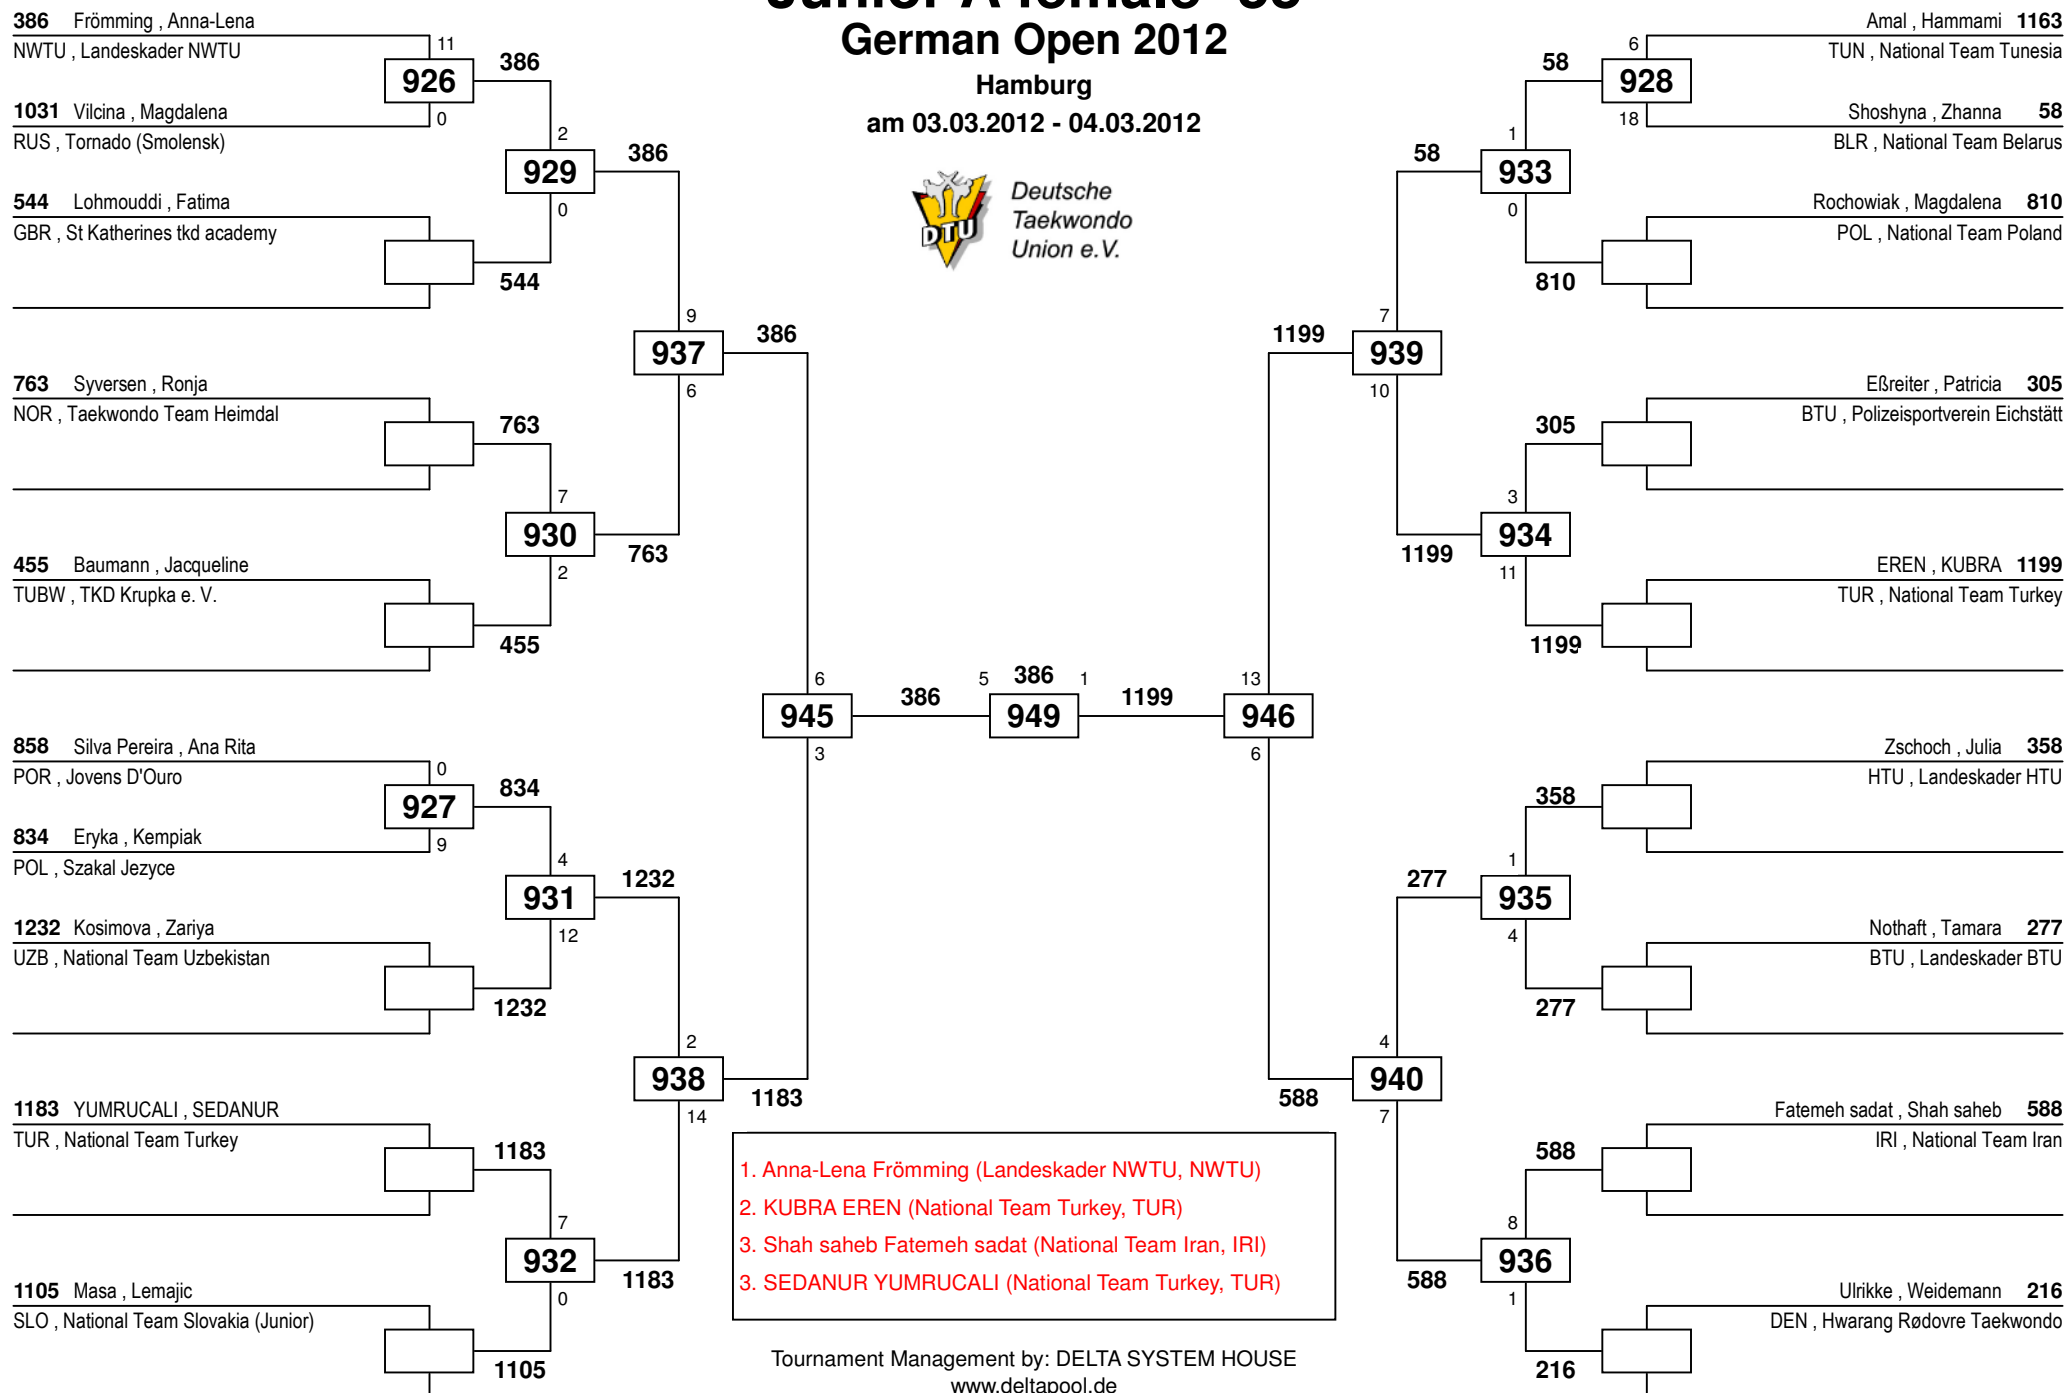 German Open 2012
Hamburg
am 03.03.2012 - 04.03.2012
DTU
Deutsche
Taekwondo
Union e.V.
386 Frömming , Anna-Lena
NWTU , Landeskader NWTU
11
926
386
1031 Vilcina , Magdalena
0
RUS , Tornado (Smolensk)
2
929
386
544 Lohmouddi , Fatima
0
GBR , St Katherines tkd academy
544
9
937
386
6
763 Syversen , Ronja
NOR , Taekwondo Team Heimdal
763
7
930
763
2
455 Baumann , Jacqueline
TUBW , TKD Krupka e. V.
455
6
945
386
3
858 Silva Pereira , Ana Rita
POR , Jovens D'Ouro
0
927
834
834 Eryka , Kempiak
9
POL , Szakal Jezyce
4
931
1232
12
1232 Kosimova , Zariya
UZB , National Team Uzbekistan
1232
2
938
1183
14
1183 YUMRUCALI , SEDANUR
TUR , National Team Turkey
1183
7
932
1183
0
1105 Masa , Lemajic
SLO , National Team Slovakia (Junior)
1105
5 386 1
949
1199
13
946
6
Amal , Hammami 1163
TUN , National Team Tunesia
6
58
928
18
Shoshyna , Zhanna 58
BLR , National Team Belarus
1
58
933
0
Rochowiak , Magdalena 810
POL , National Team Poland
810
7
1199
939
10
Eßreiter , Patricia 305
BTU , Polizeisportverein Eichstätt
305
3
934
1199
11
EREN , KUBRA 1199
TUR , National Team Turkey
1199
Zschoch , Julia 358
HTU , Landeskader HTU
358
1
277
935
4
Nothaft , Tamara 277
BTU , Landeskader BTU
277
4
940
588
7
Fatemeh sadat , Shah saheb 588
IRI , National Team Iran
588
8
936
588
1
Ulrikke , Weidemann 216
DEN , Hwarang Rødovre Taekwondo
216
1. Anna-Lena Frömming (Landeskader NWTU, NWTU)
2. KUBRA EREN (National Team Turkey, TUR)
3. Shah saheb Fatemeh sadat (National Team Iran, IRI)
3. SEDANUR YUMRUCALI (National Team Turkey, TUR)
Tournament Management by: DELTA SYSTEM HOUSE
www.deltapool.de